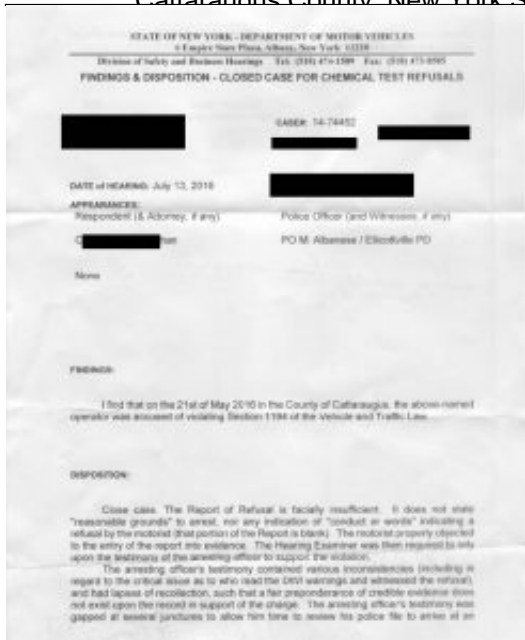 Cattaraugus County, New York S
STATE OF NEW YORK - DEPARTMENT OF MOTOR VEHICLES
6 Empire State Plaza, Albany, New York 12228
Division of Safety and Business Hearings Tel: (518) 474-1509 Fax:
FINDINGS & DISPOSITION - CLOSED CASE FOR CHEMICAL TEST REFUSALS
CASE#: 14-74452
DATE of HEARING: July 13, 2016
APPEARANCES:
Respondent (& Attorney, if any) Police Officer (and Witnesses, if any)
C PO M. Albanese / Ellicottville PD
None
FINDINGS:
I find that on the 21st of May 2016 in the County of Cattaraugus, the above-named
operator was accused of violating Section 1194 of the Vehicle and Traffic Law.
DISPOSITION:
Close case. The Report of Refusal is facially insufficient. It does not state
"reasonable grounds" to arrest, nor any indication of "conduct or words" indicating a
refusal by the motorist (that portion of the Report is blank). The motorist properly objected
to the entry of the report into evidence. The Hearing Examiner was then required to rely
upon the testimony of the arresting officer to support the violation.
The arresting officer's testimony contained various inconsistencies (including in
regard to the critical issue as to who read the DWI warnings and witnessed the refusal),
and had lapses of recollection, such that a fair preponderance of credible evidence does
not exist upon the record in support of the charge. The arresting officer's testimony was
gapped at several junctures to allow him time to review his police file to arrive at an